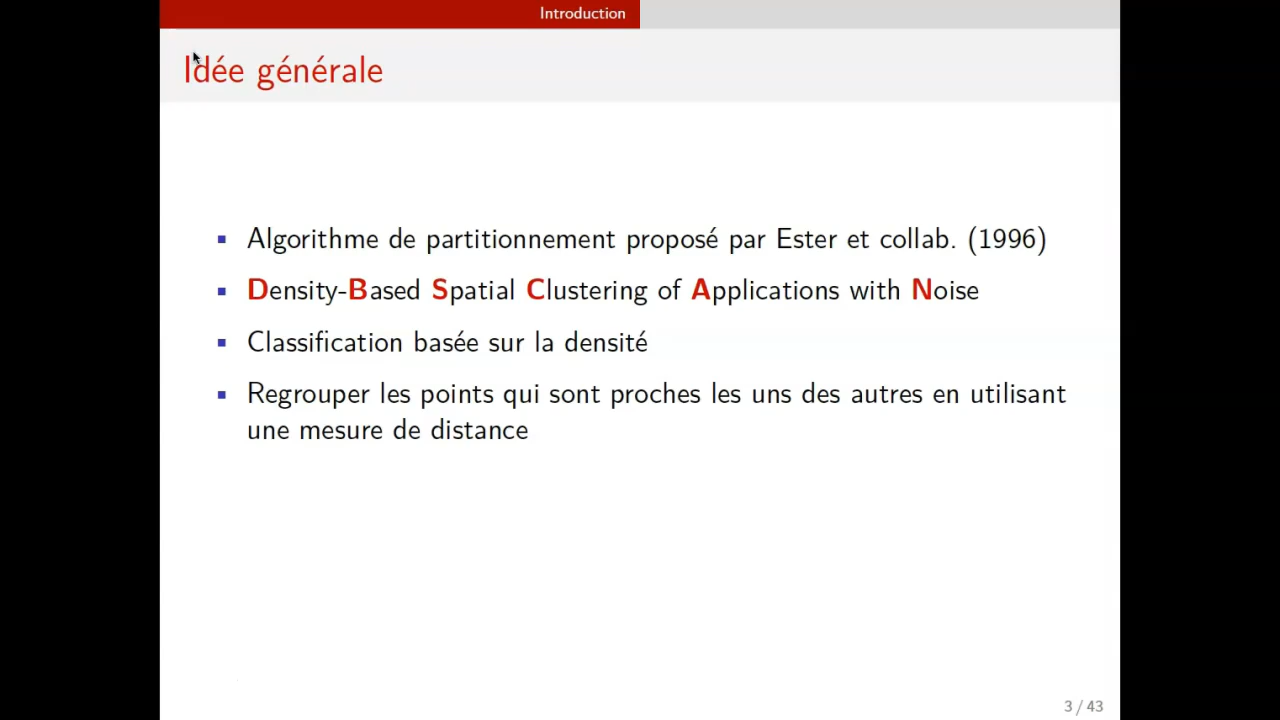 Introduction
Idée générale
Algorithme de partitionnement proposé par Ester et collab. (1996)
Density-Based Spatial Clustering of Applications with Noise
Classification basée sur la densité
Regrouper les points qui sont proches les uns des autres en utilisant
une mesure de distance
3 / 43